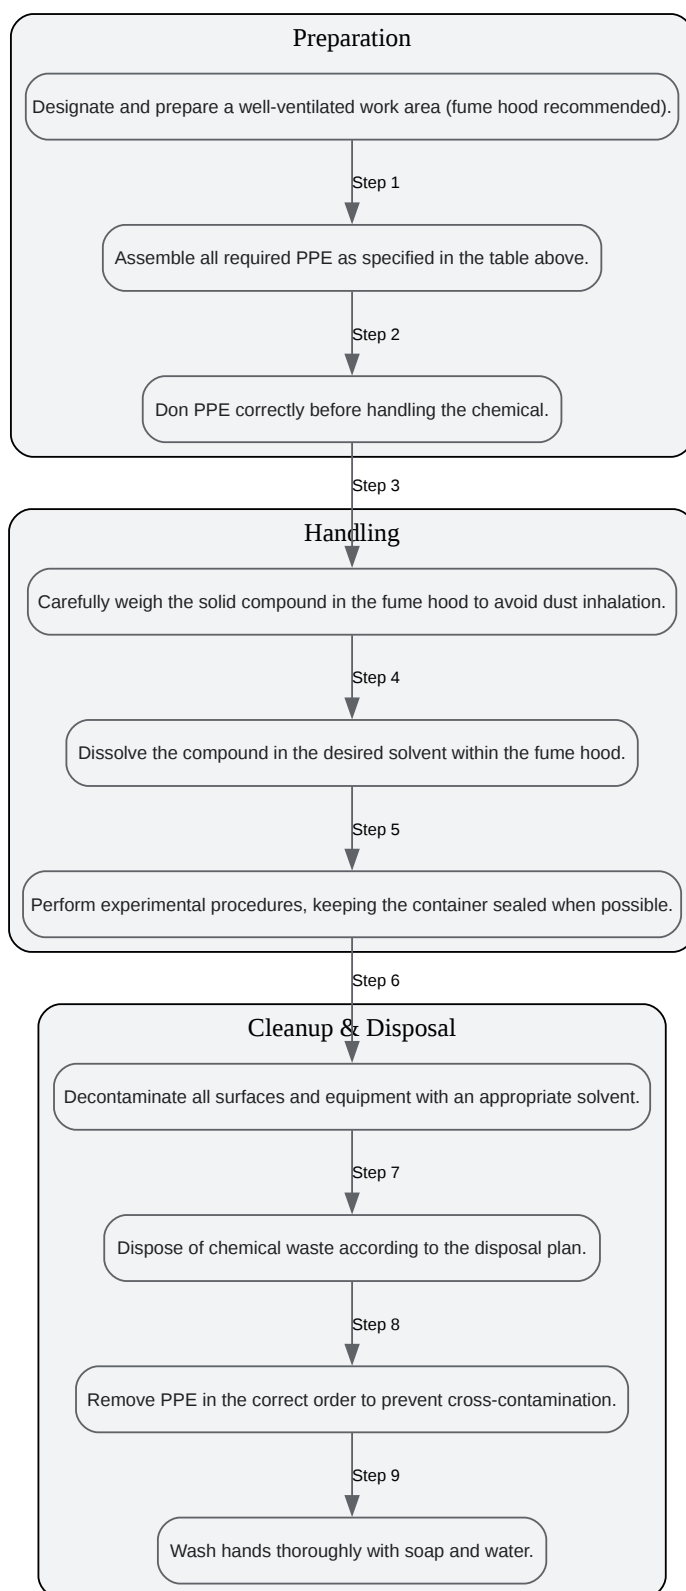 Preparation
Designate and prepare a well-ventilated work area (fume hood recommended).
Step 1
Assemble all required PPE as specified in the table above.
Step 2
Don PPE correctly before handling the chemical.
Step 3
Handling
Carefully weigh the solid compound in the fume hood to avoid dust inhalation.
Step 4
Dissolve the compound in the desired solvent within the fume hood.
Step 5
Perform experimental procedures, keeping the container sealed when possible.
Step 6
Cleanup & Disposal
Decontaminate all surfaces and equipment with an appropriate solvent.
Step 7
Dispose of chemical waste according to the disposal plan.
Step 8
Remove PPE in the correct order to prevent cross-contamination.
Step 9
Wash hands thoroughly with soap and water.